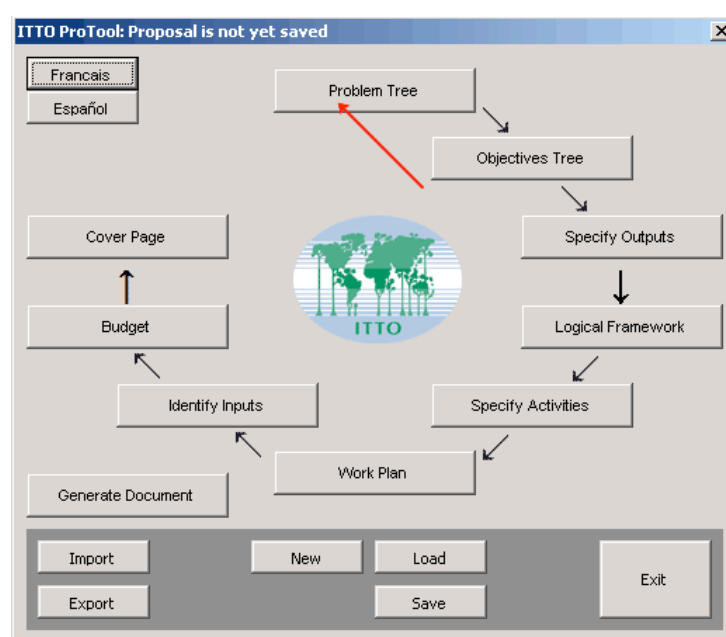 ITTO ProTool: Proposal is not yet saved
Francais
Español
Problem Tree
Objectives Tree
Cover Page
Specify Outputs
ITTO
Budget
Logical Framework
Identify Inputs
Specify Activities
Work Plan
Generate Document
Import
New
Load
Exit
Export
Save